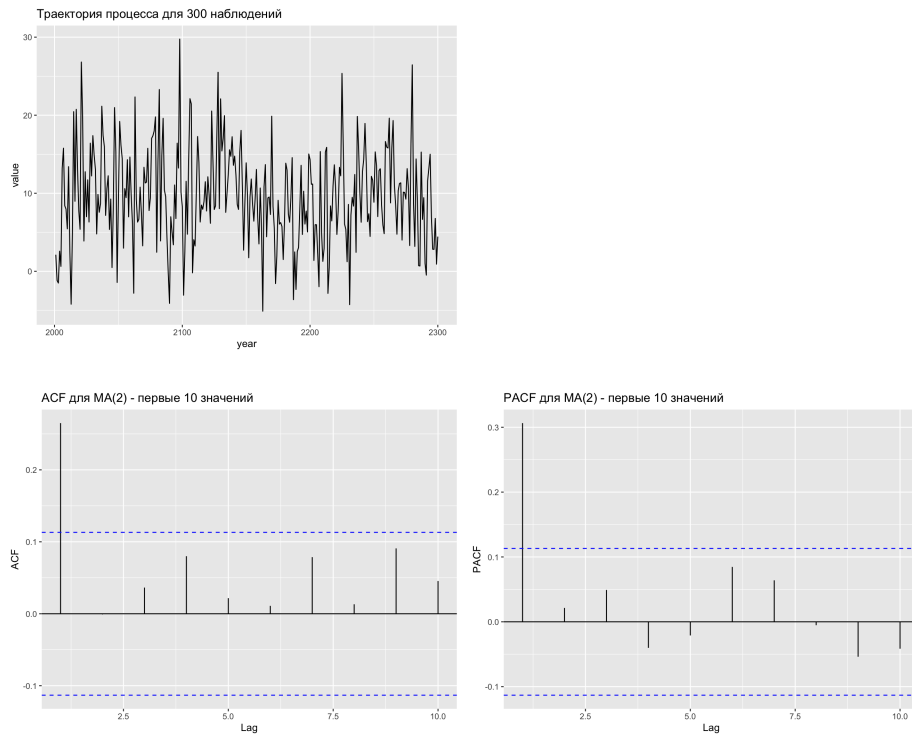 Траектория процесса для 300 наблюдений
30
20
10
0
value
2000
2100
2200
2300
year
ACF для MA(2) - первые 10 значений
0.2
0.1
0.0
-0.1
ACF
2.5
5.0
7.5
10.0
Lag
PACF для MA(2) - первые 10 значений
0.3
0.2
0.1
0.0
-0.1
PACF
2.5
5.0
7.5
10.0
Lag